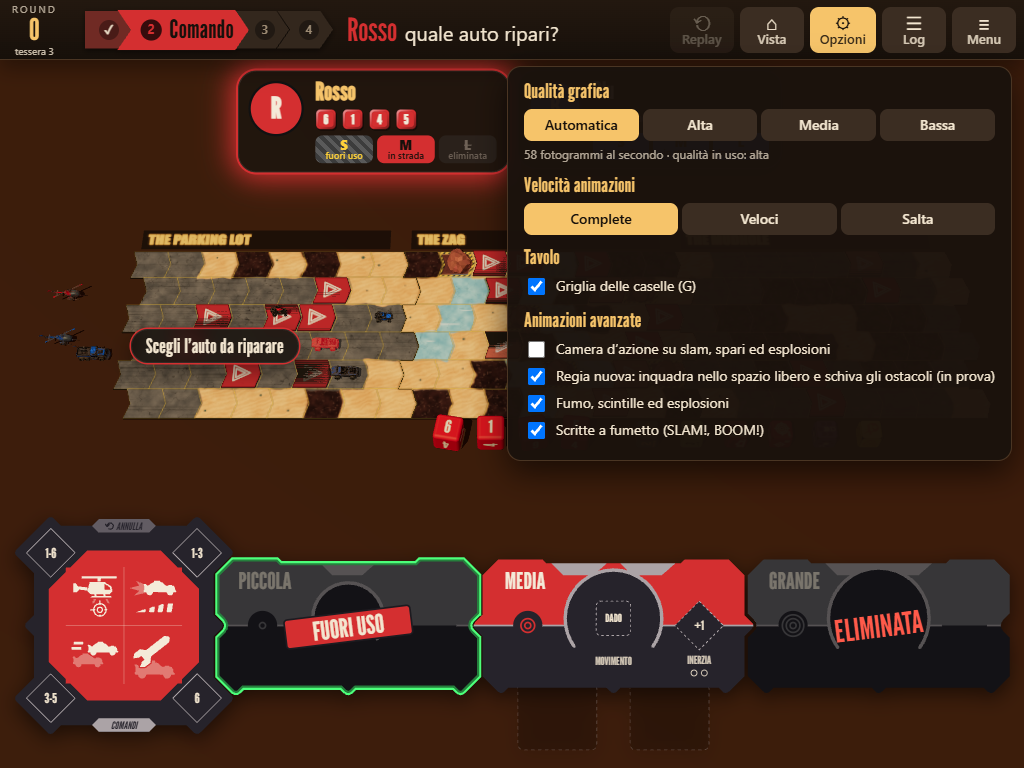 ROUND
0
tessera 3
2 Comando
3
4
Rosso quale auto ripari?
Replay
Vista
Opzioni
Log
Menu
R
Rosso
6 1 4 5
S
fuori uso
M
in strada
L
eliminata
Qualità grafica
Automatica
Alta
Media
Bassa
58 fotogrammi al secondo · qualità in uso: alta
Velocità animazioni
Complete
Veloci
Salta
Tavolo
Griglia delle caselle (G)
Animazioni avanzate
Camera d'azione su slam, spari ed esplosioni
Regia nuova: inquadra nello spazio libero e schiva gli ostacoli (in prova)
Fumo, scintille ed esplosioni
Scritte a fumetto (SLAM!, BOOM!)
THE PARKING LOT
THE ZAG
Scegli l'auto da riparare
6 1
ANNULLA
1-6
1-3
3-5
6
COMANDI
PICCOLA
FUORI USO
MEDIA
DADO
MOVIMENTO
+1
INERZIA
GRANDE
ELIMINATA